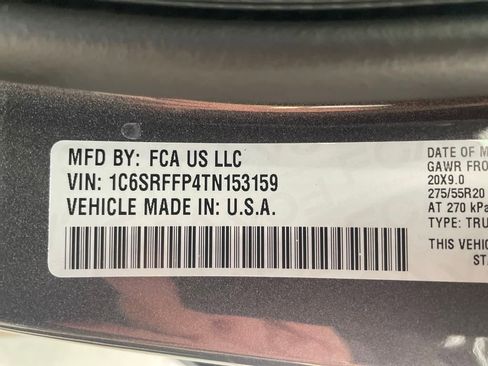 MFD BY: FCA US LLC
VIN: 1C6SRFFP4TN153159
VEHICLE MADE IN: U.S.A.
DATE OF M
GAWR FRO
20X9.0
275/55R20
AT 270 kPa
TYPE: TRU
THIS VEHIC
STA